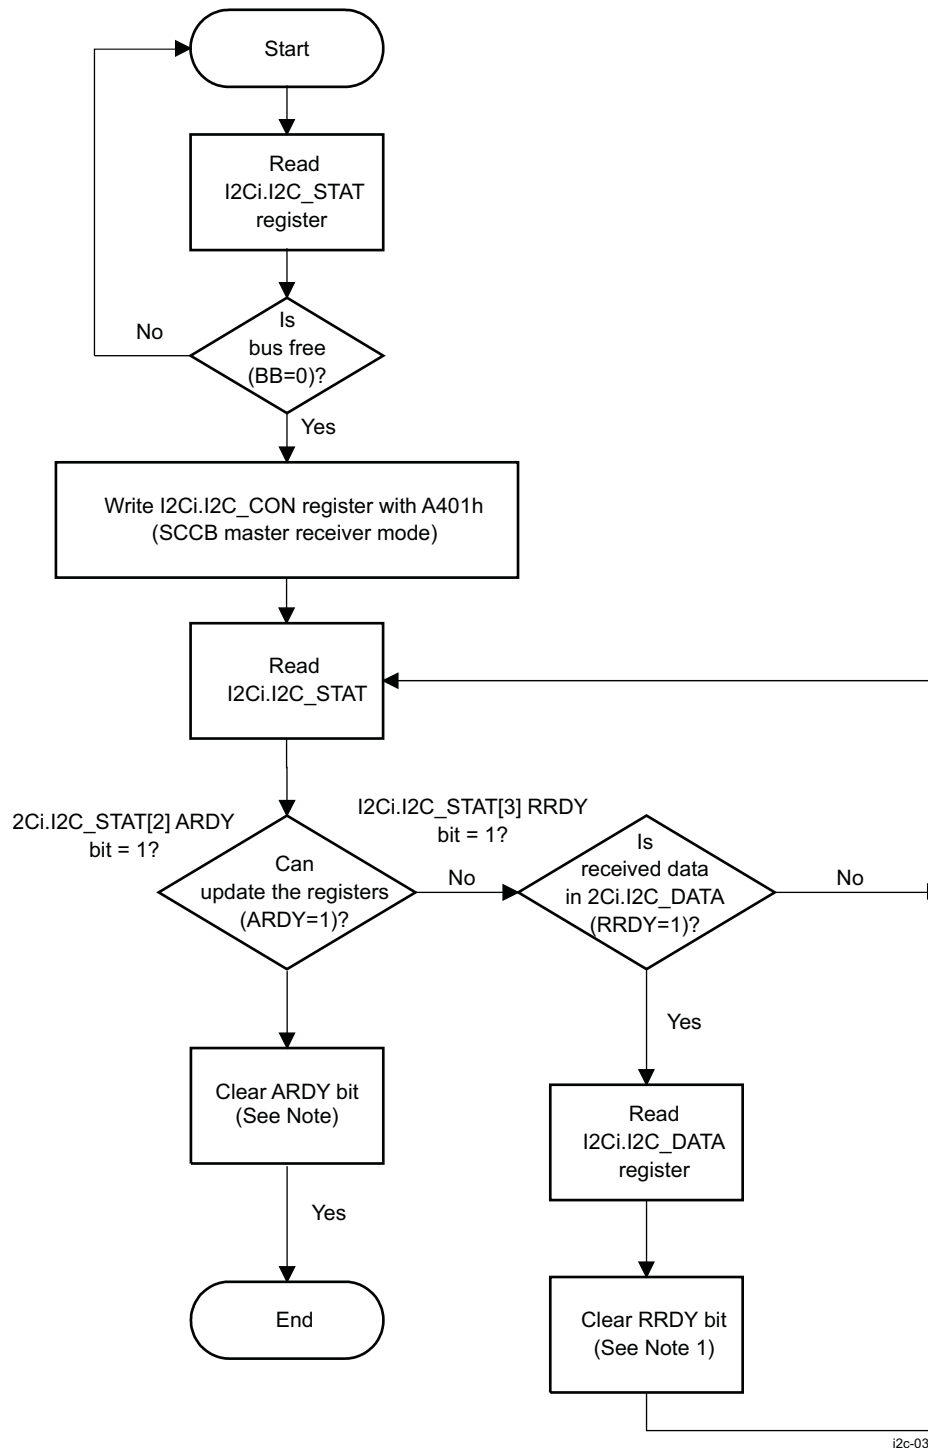 Start
Read
I2Ci.I2C_STAT
register
Is
bus free
(BB=0)?
No
Yes
Write I2Ci.I2C_CON register with A401h
(SCCB master receiver mode)
Read
I2Ci.I2C_STAT
2Ci.I2C_STAT[2] ARDY
bit = 1?
Can
update the registers
(ARDY=1)?
No
I2Ci.I2C_STAT[3] RRDY
bit = 1?
Is
received data
in 2Ci.I2C_DATA
(RRDY=1)?
No
Yes
Clear ARDY bit
(See Note)
Yes
End
Read
I2Ci.I2C_DATA
register
Clear RRDY bit
(See Note 1)
i2c-03